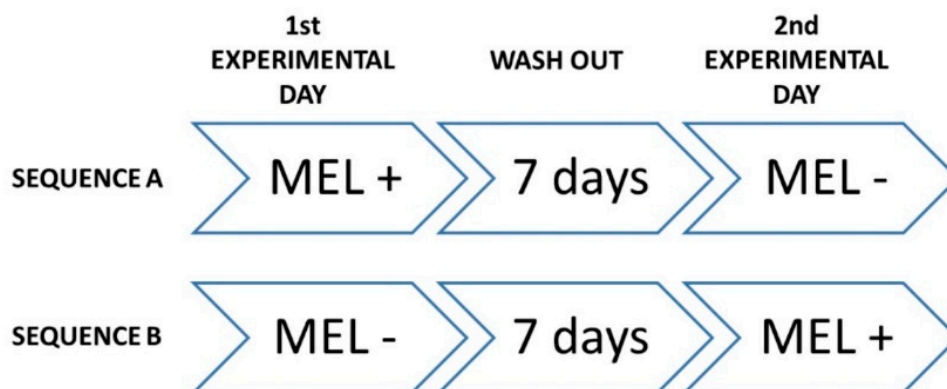 1st
EXPERIMENTAL
DAY
WASH OUT
2nd
EXPERIMENTAL
DAY
SEQUENCE A
MEL +
7 days
MEL -
SEQUENCE B
MEL -
7 days
MEL +